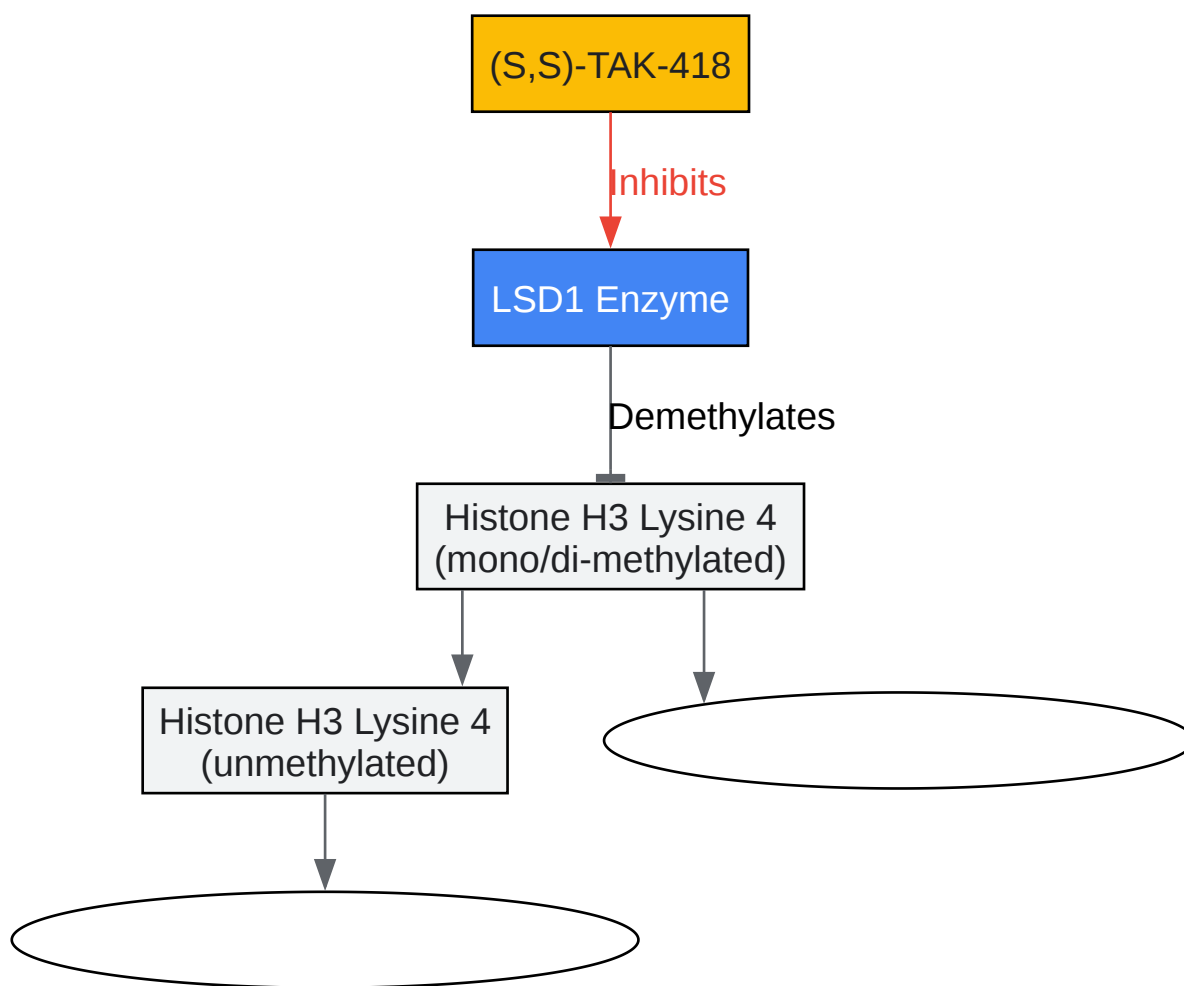 (S,S)-TAK-418
Inhibits
LSD1 Enzyme
Demethylates
Histone H3 Lysine 4
(mono/di-methylated)
Histone H3 Lysine 4
(unmethylated)